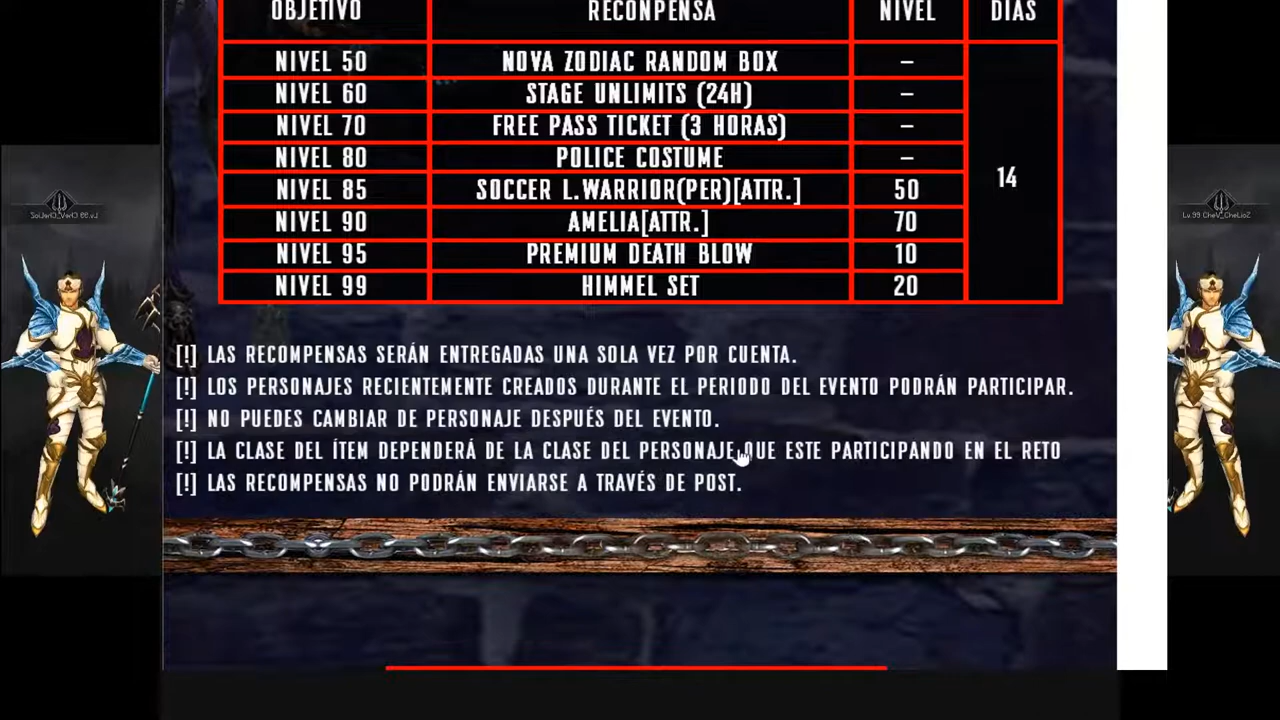 OBJETIVO RECONPENSA NIVEL DIAS
NIVEL 50 NOVA ZODIAC RANDOM BOX –
NIVEL 60 STAGE UNLIMITS (24H) –
NIVEL 70 FREE PASS TICKET (3 HORAS) –
NIVEL 80 POLICE COSTUME –
14
NIVEL 85 SOCCER L.WARRIOR(PER)[ATTR.] 50
NIVEL 90 AMELIA[ATTR.] 70
NIVEL 95 PREMIUM DEATH BLOW 10
NIVEL 99 HIMMEL SET 20
[!] LAS RECOMPENSAS SERÁN ENTREGADAS UNA SOLA VEZ POR CUENTA.
[!] LOS PERSONAJES RECIENTEMENTE CREADOS DURANTE EL PERIODO DEL EVENTO PODRÁN PARTICIPAR.
[!] NO PUEDES CAMBIAR DE PERSONAJE DESPUÉS DEL EVENTO.
[!] LA CLASE DEL ÍTEM DEPENDERÁ DE LA CLASE DEL PERSONAJE QUE ESTE PARTICIPANDO EN EL RETO
[!] LAS RECOMPENSAS NO PODRÁN ENVIARSE A TRAVÉS DE POST.
Lv.99 CheV_CheLioZ